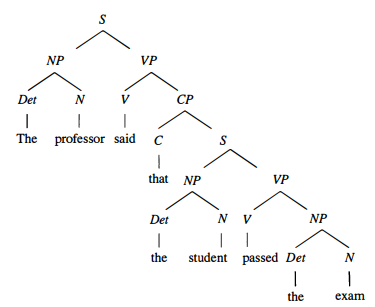 S
NP VP
Det N V CP
The professor said C S
that NP VP
Det N V NP
the student passed Det N
the exam